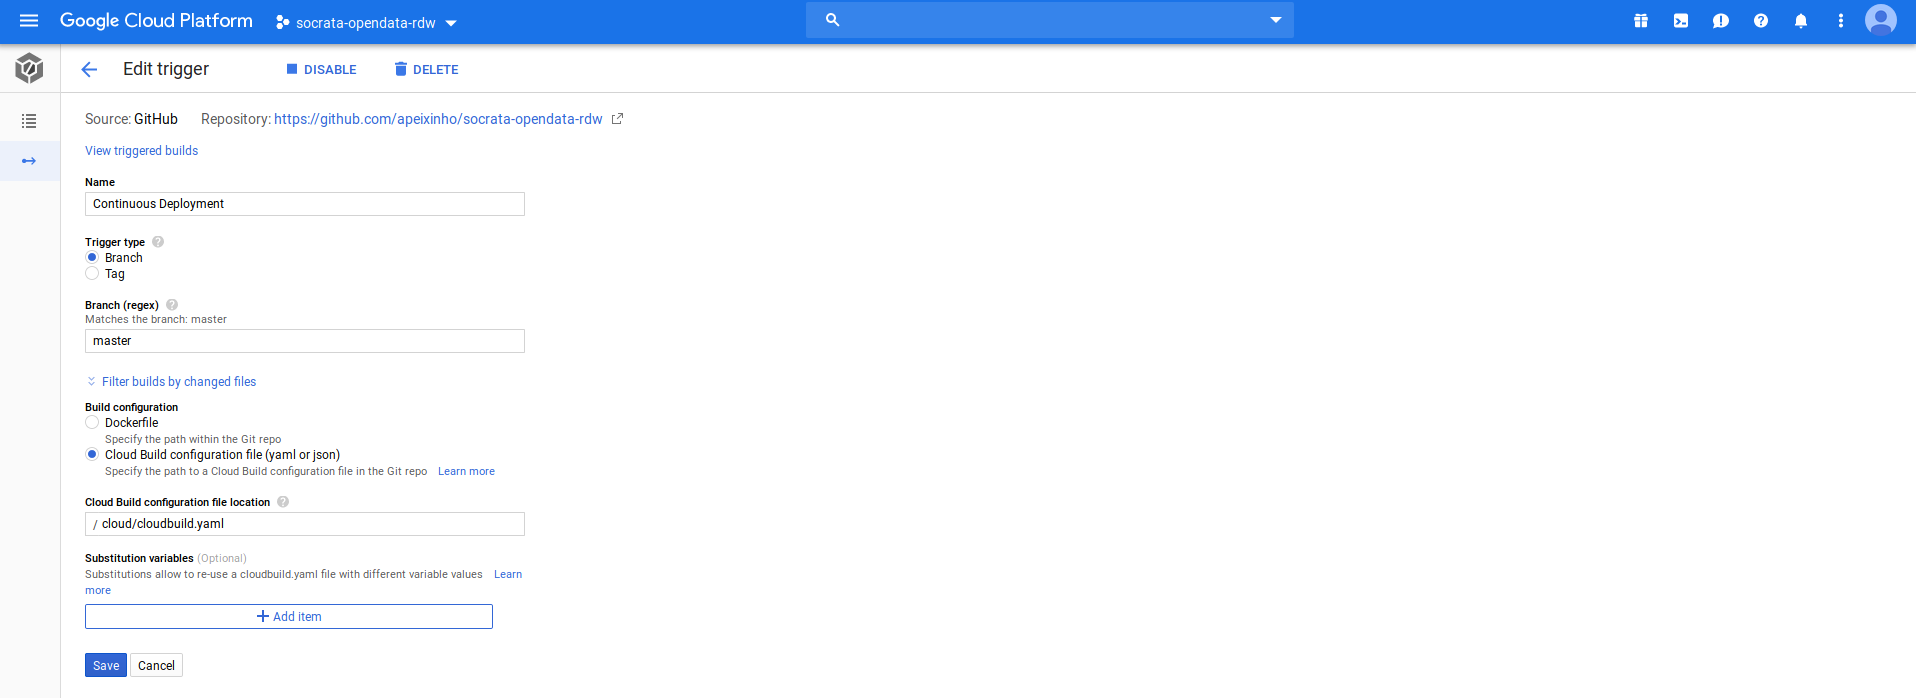 Google Cloud Platform socrata-opendata-rdw
Edit trigger DISABLE DELETE
Source: GitHub Repository: https://github.com/apeixinho/socrata-opendata-rdw
View triggered builds
Name
Continuous Deployment
Trigger type ?
Branch
Tag
Branch (regex) ?
Matches the branch: master
master
Filter builds by changed files
Build configuration
Dockerfile
Specify the path within the Git repo
Cloud Build configuration file (yaml or json)
Specify the path to a Cloud Build configuration file in the Git repo Learn more
Cloud Build configuration file location ?
/ cloud/cloudbuild.yaml
Substitution variables (Optional)
Substitutions allow to re-use a cloudbuild.yaml file with different variable values Learn
more
+ Add item
Save Cancel